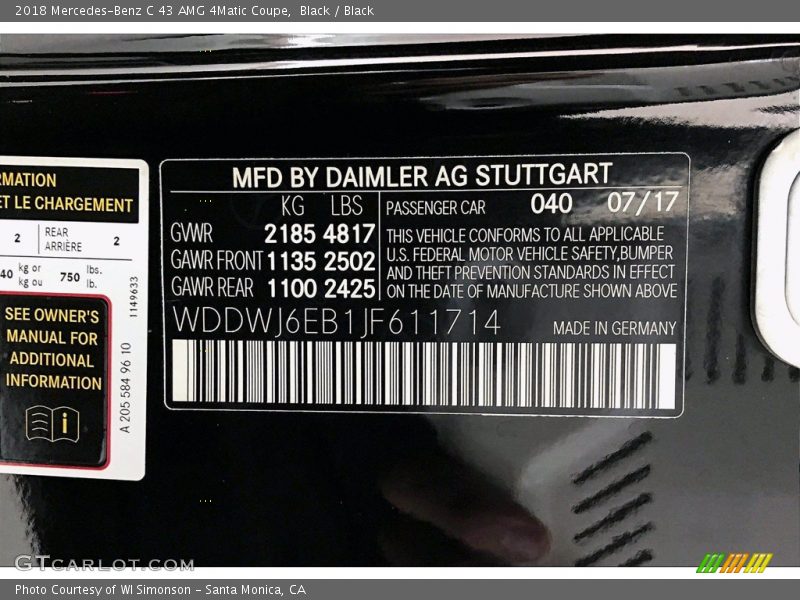 2018 Mercedes-Benz C 43 AMG 4Matic Coupe, Black / Black
RMATION
ET LE CHARGEMENT
2 REAR ARRIÈRE 2
40 kg or kg ou 750 lbs. lb.
SEE OWNER'S
MANUAL FOR
ADDITIONAL
INFORMATION
i
1149633
A 205 584 96 10
MFD BY DAIMLER AG STUTTGART
KG LBS
GWR 2185 4817
GAWR FRONT 1135 2502
GAWR REAR 1100 2425
PASSENGER CAR 040 07/17
THIS VEHICLE CONFORMS TO ALL APPLICABLE
U.S. FEDERAL MOTOR VEHICLE SAFETY,BUMPER
AND THEFT PREVENTION STANDARDS IN EFFECT
ON THE DATE OF MANUFACTURE SHOWN ABOVE
WDDWJ6EB1JF611714 MADE IN GERMANY
GTCARLOT.COM
Photo Courtesy of WI Simonson - Santa Monica, CA